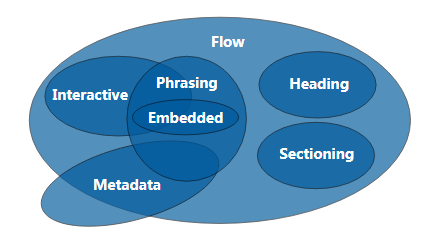 Flow
Interactive
Phrasing
Embedded
Metadata
Heading
Sectioning